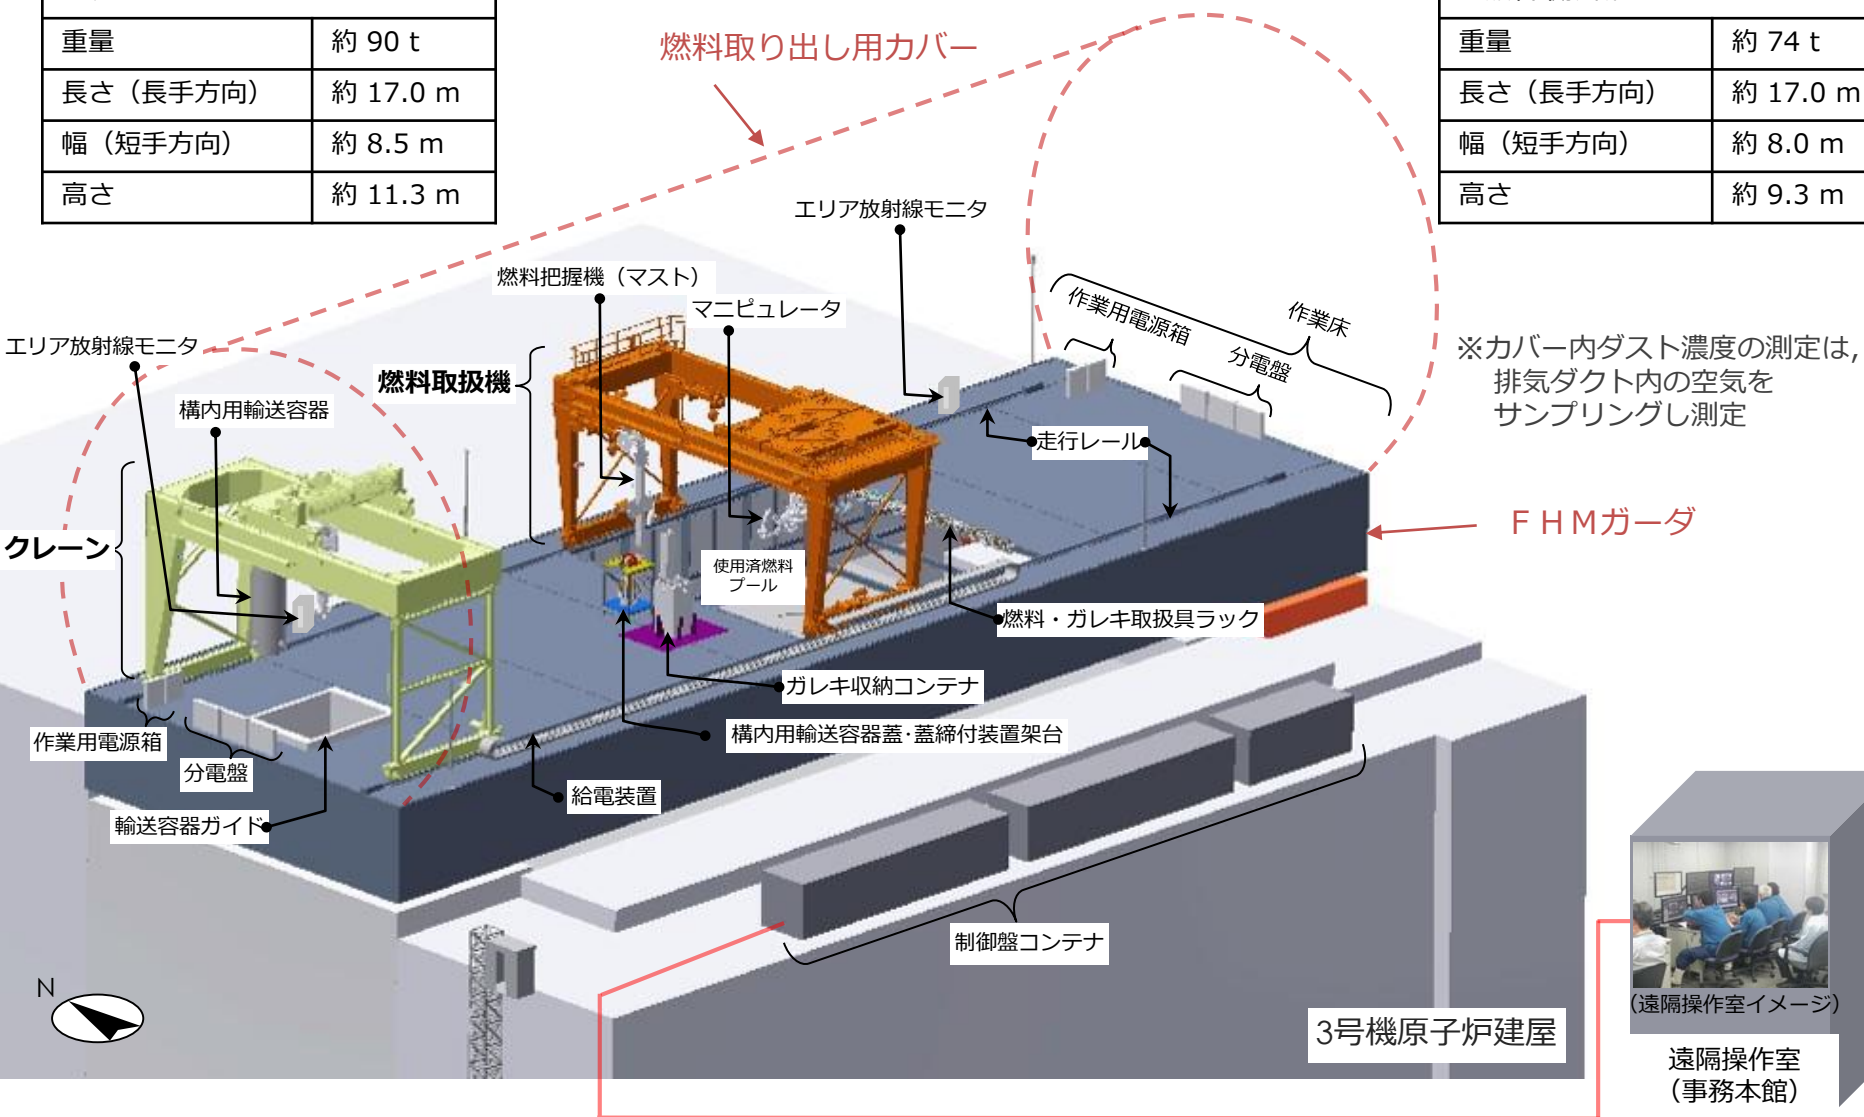 重量 約 90 t
長さ（長手方向） 約 17.0 m
幅（短手方向） 約 8.5 m
高さ 約 11.3 m
燃料取り出し用カバー
重量 約 74 t
長さ（長手方向） 約 17.0 m
幅（短手方向） 約 8.0 m
高さ 約 9.3 m
エリア放射線モニタ
燃料把握機（マスト）
マニピュレータ
作業用電源箱
作業床
分電盤
エリア放射線モニタ
燃料取扱機
構内用輸送容器
※カバー内ダスト濃度の測定は，
排気ダクト内の空気を
サンプリングし測定
走行レール
ＦＨＭガーダ
クレーン
使用済燃料
プール
燃料・ガレキ取扱具ラック
ガレキ収納コンテナ
構内用輸送容器蓋･蓋締付装置架台
作業用電源箱
分電盤
給電装置
輸送容器ガイド
制御盤コンテナ
N
3号機原子炉建屋
（遠隔操作室イメージ）
遠隔操作室
（事務本館）